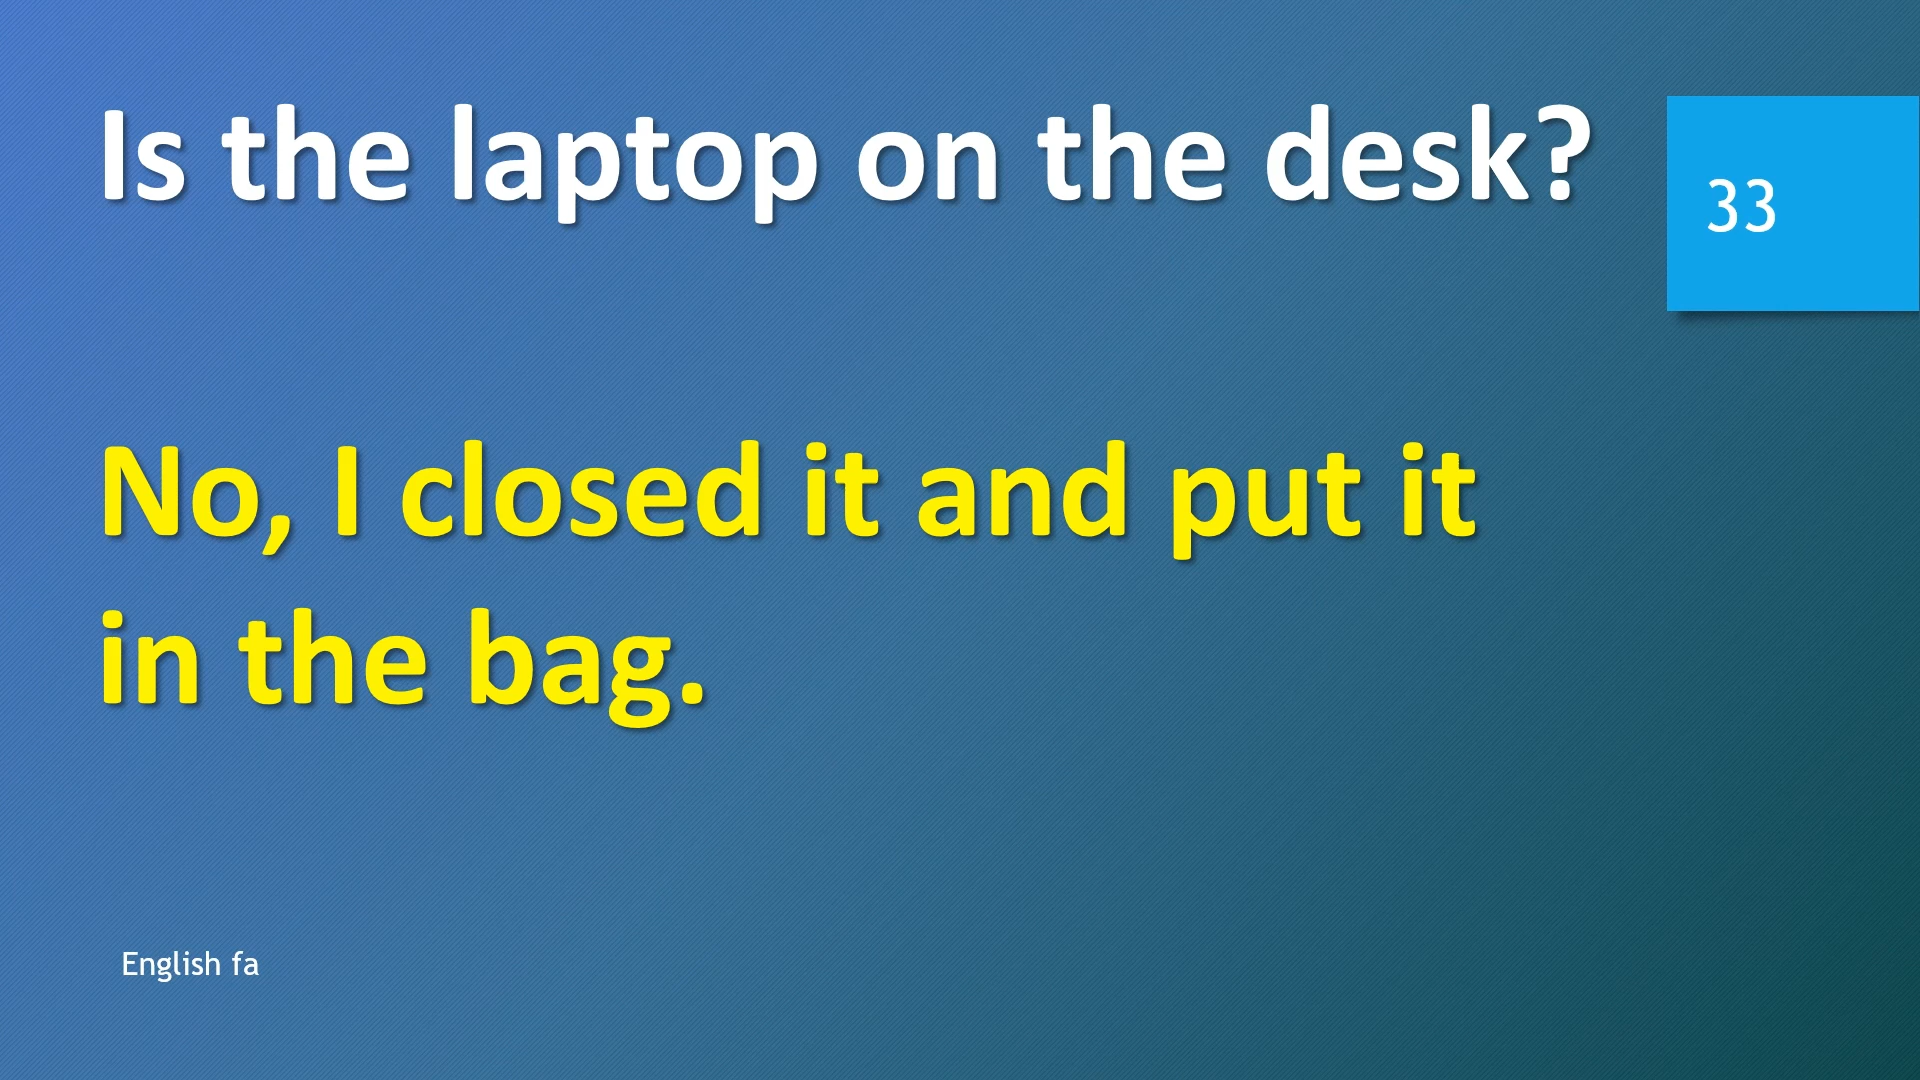 Is the laptop on the desk?
33
No, I closed it and put it
in the bag.
English fa